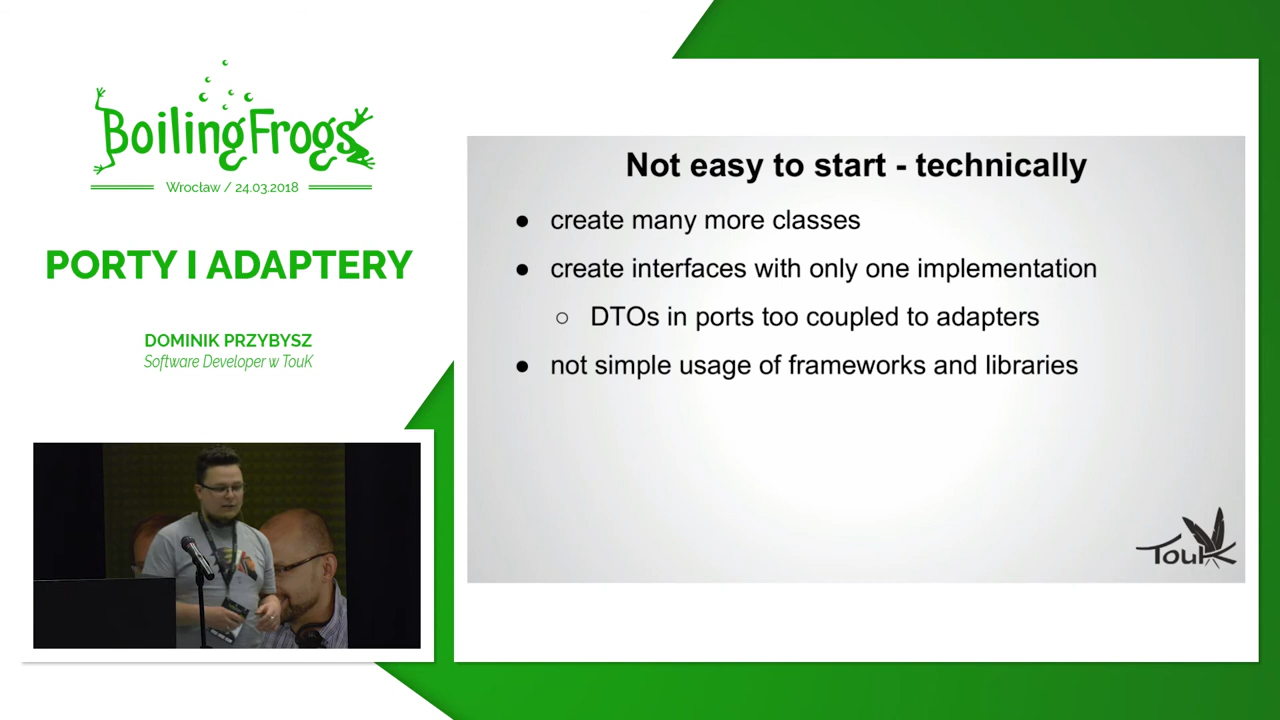 BoilingFrogs
Wrocław / 24.03.2018
PORTY I ADAPTERY
DOMINIK PRZYBYSZ
Software Developer w TouK
Not easy to start - technically
● create many more classes
● create interfaces with only one implementation
○ DTOs in ports too coupled to adapters
● not simple usage of frameworks and libraries
TouK